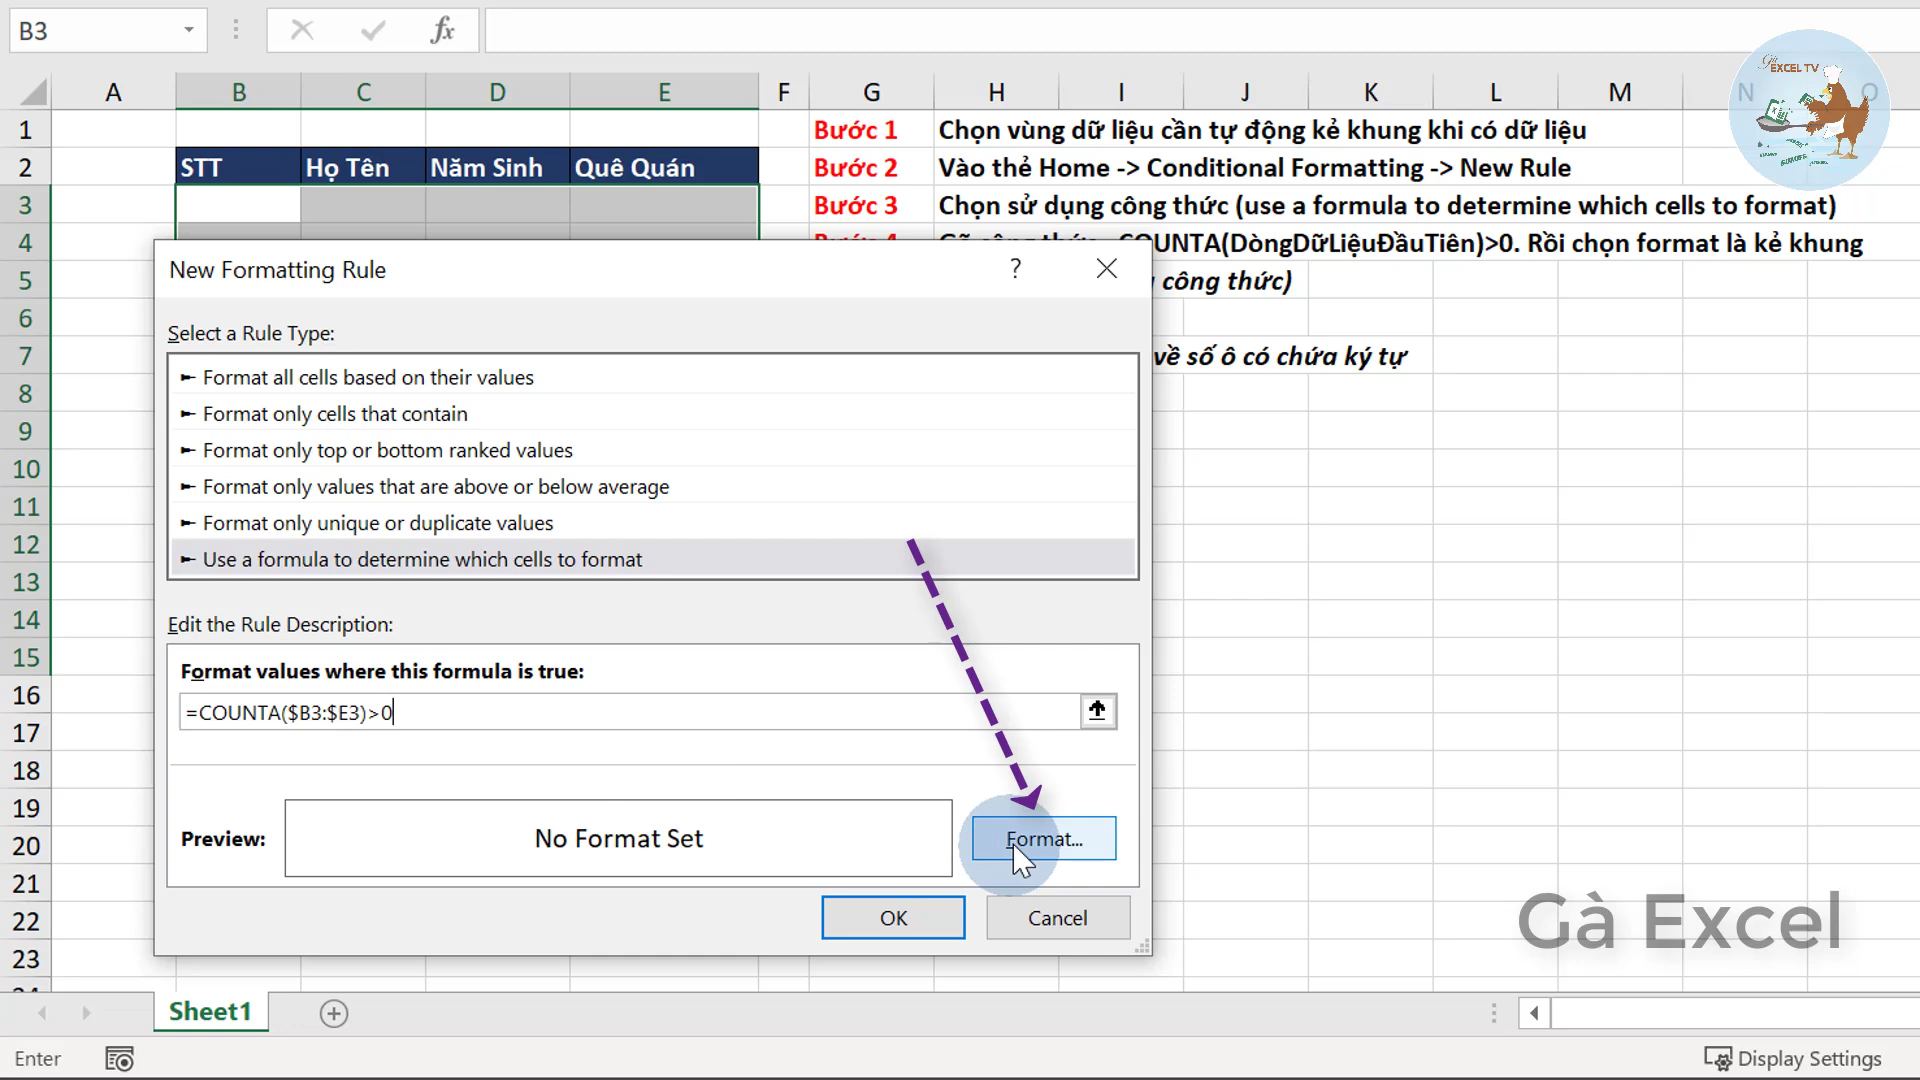 B3
fx
A B C D E F G H I J K L M N O
1 Bước 1 Chọn vùng dữ liệu cần tự động kẻ khung khi có dữ liệu
2 STT Họ Tên Năm Sinh Quê Quán Bước 2 Vào thẻ Home -> Conditional Formatting -> New Rule
3 Bước 3 Chọn sử dụng công thức (use a formula to determine which cells to format)
4 COUNTA(DòngDữLiệuĐầuTiên)>0. Rồi chọn format là kẻ khung
5 công thức)
6
7 về số ô có chứa ký tự
8
9
10
11
12
13
14
15
16
17
18
19
20
21
22
23
EXCEL TV
New Formatting Rule ?
Select a Rule Type:
► Format all cells based on their values
► Format only cells that contain
► Format only top or bottom ranked values
► Format only values that are above or below average
► Format only unique or duplicate values
► Use a formula to determine which cells to format
Edit the Rule Description:
Format values where this formula is true:
=COUNTA($B3:$E3)>0
Preview: No Format Set Format...
OK Cancel
Gà Excel
Sheet1
Enter Display Settings